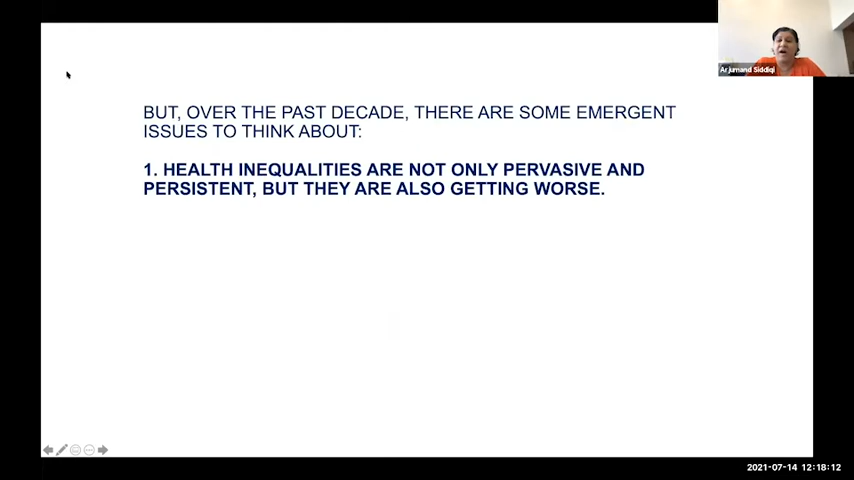 Arjumand Siddiqi
BUT, OVER THE PAST DECADE, THERE ARE SOME EMERGENT
ISSUES TO THINK ABOUT:
1. HEALTH INEQUALITIES ARE NOT ONLY PERVASIVE AND
PERSISTENT, BUT THEY ARE ALSO GETTING WORSE.
2021-07-14 12:18:12